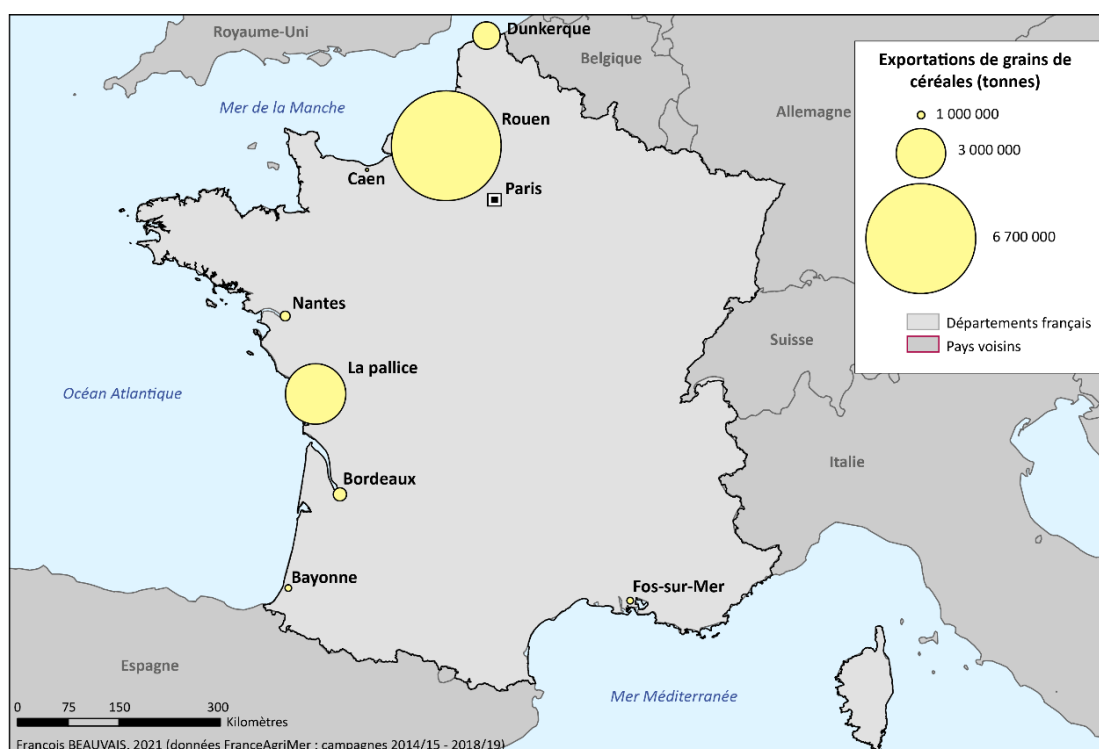 Royaume-Uni
Dunkerque
Belgique
Allemagne
Mer de la Manche
Rouen
Caen
Paris
Nantes
Suisse
La pallice
Océan Atlantique
Italie
Bordeaux
Bayonne
Fos-sur-Mer
Espagne
Mer Méditerranée
Exportations de grains de
céréales (tonnes)
1 000 000
3 000 000
6 700 000
Départements français
Pays voisins
0 75 150 300
Kilomètres
François BEAUVAIS, 2021 (données FranceAgriMer : campagnes 2014/15 - 2018/19)